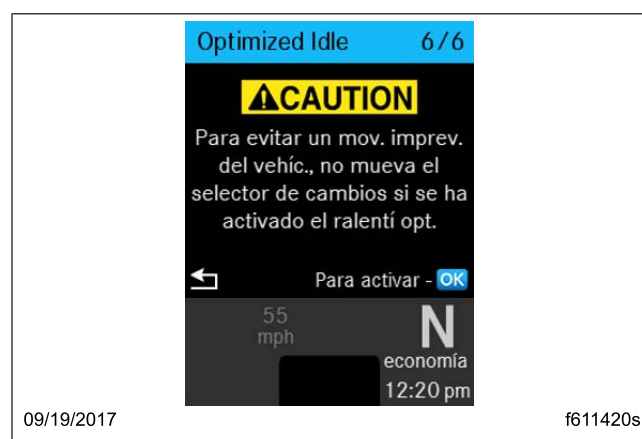 Optimized Idle 6/6
CAUTION
Para evitar un mov. imprev.
del vehíc., no mueva el
selector de cambios si se ha
activado el ralentí opt.
Para activar - OK
55
mph
N
economía
12:20 pm
09/19/2017 f611420s